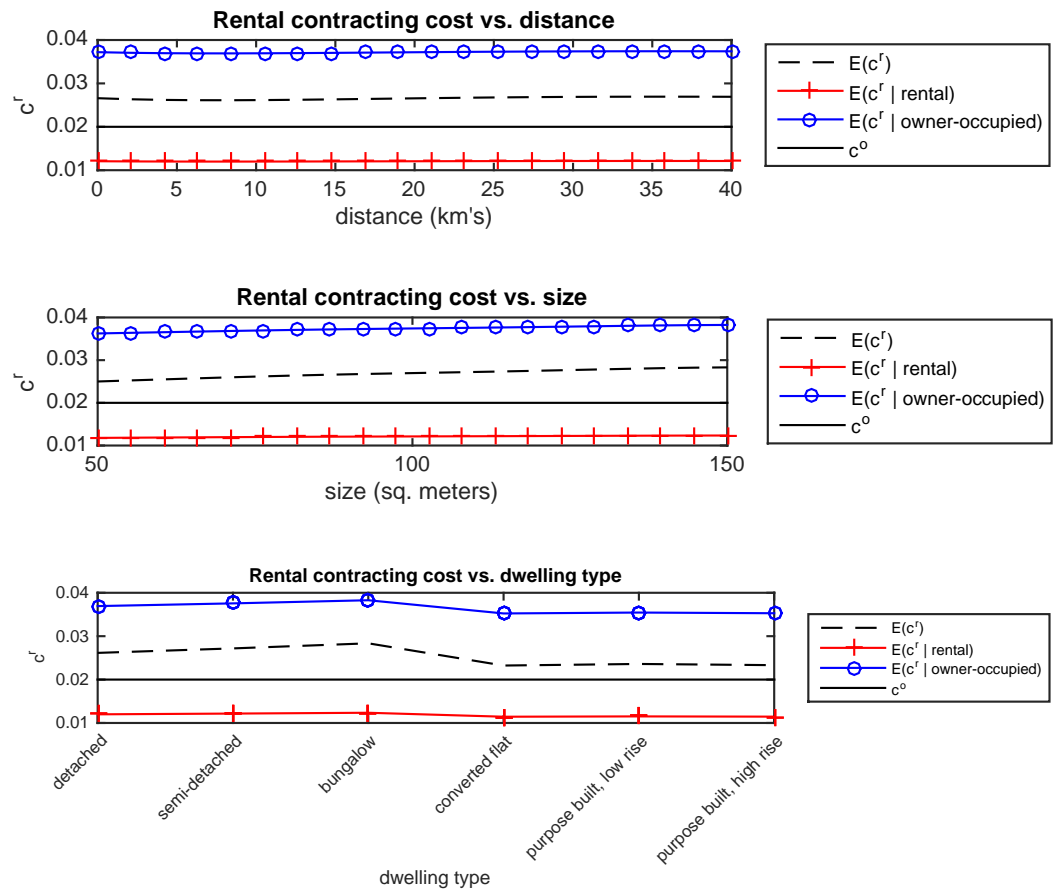 Rental contracting cost vs. distance
0.04
0.03
0.02
0.01
c^r
0 5 10 15 20 25 30 35 40
distance (km's)
E(c^r)
E(c^r | rental)
E(c^r | owner-occupied)
c^o
Rental contracting cost vs. size
0.04
0.03
0.02
0.01
c^r
50 100 150
size (sq. meters)
E(c^r)
E(c^r | rental)
E(c^r | owner-occupied)
c^o
Rental contracting cost vs. dwelling type
0.04
0.03
0.02
0.01
c^r
detached
semi-detached
bungalow
converted flat
purpose built, low rise
purpose built, high rise
dwelling type
E(c^r)
E(c^r | rental)
E(c^r | owner-occupied)
c^o